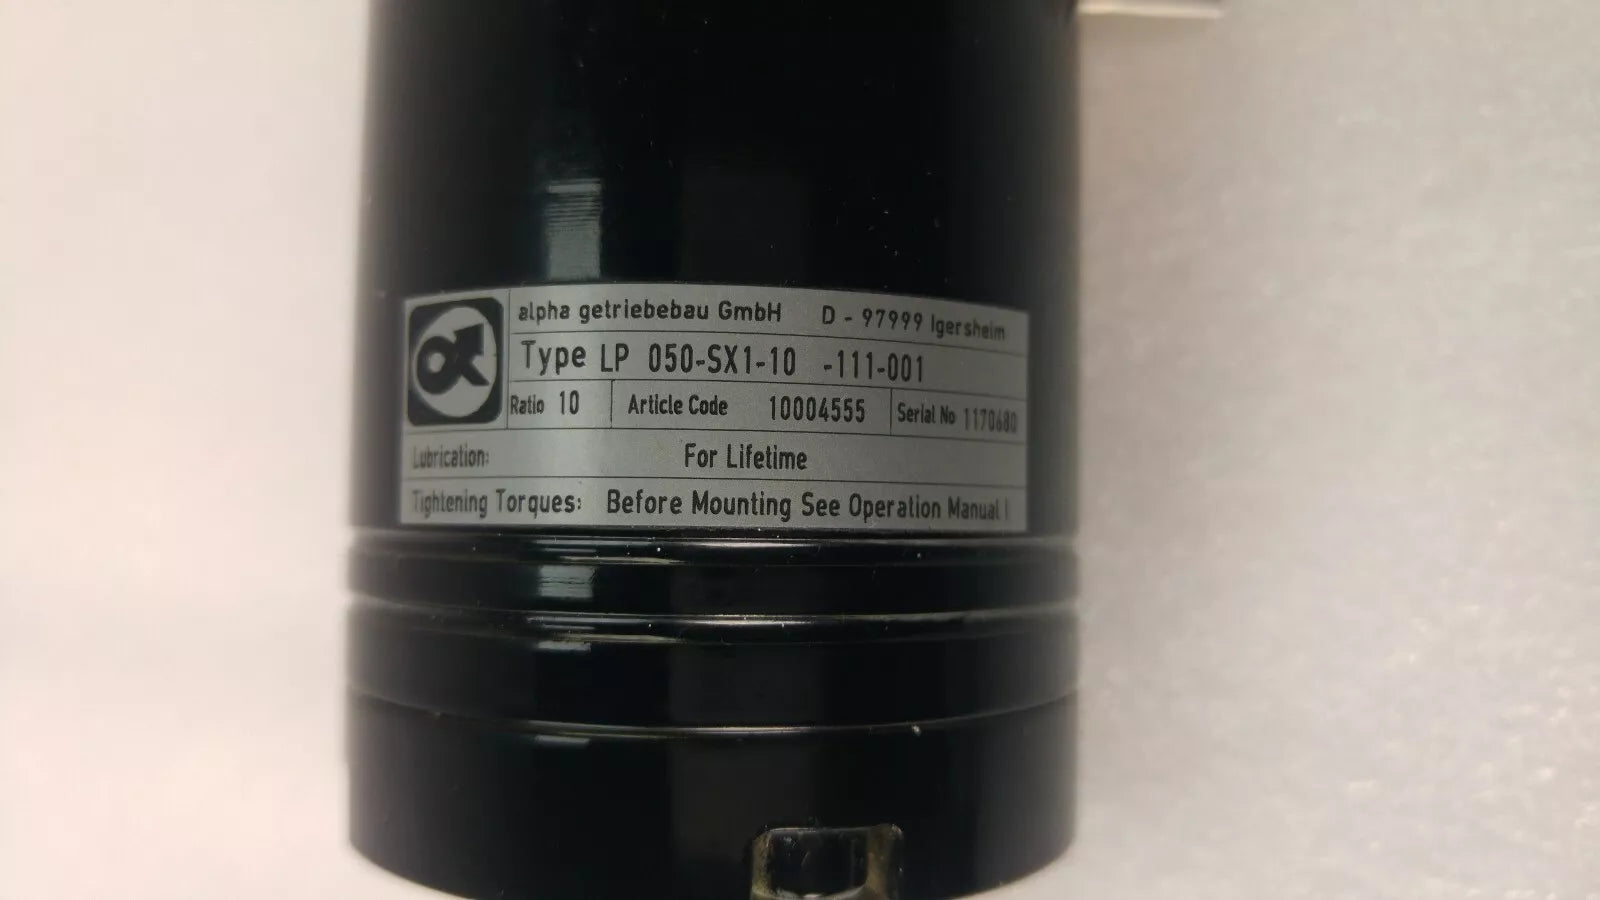 alpha getriebebau GmbH D - 97999 Igersheim
Type LP 050-SX1-10 -111-001
Ratio 10 Article Code 10004555 Serial No 1170680
Lubrication: For Lifetime
Tightening Torques: Before Mounting See Operation Manual !